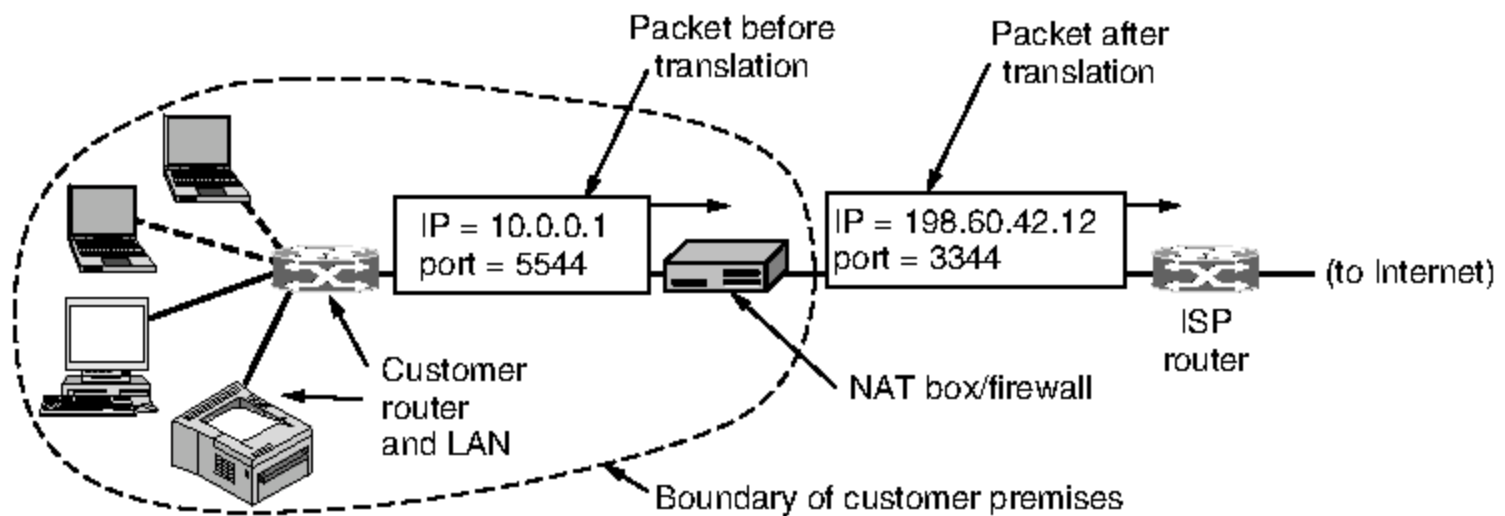 Packet before
translation
Packet after
translation
IP = 10.0.0.1
port = 5544
IP = 198.60.42.12
port = 3344
(to Internet)
ISP
router
Customer
router
and LAN
NAT box/firewall
Boundary of customer premises